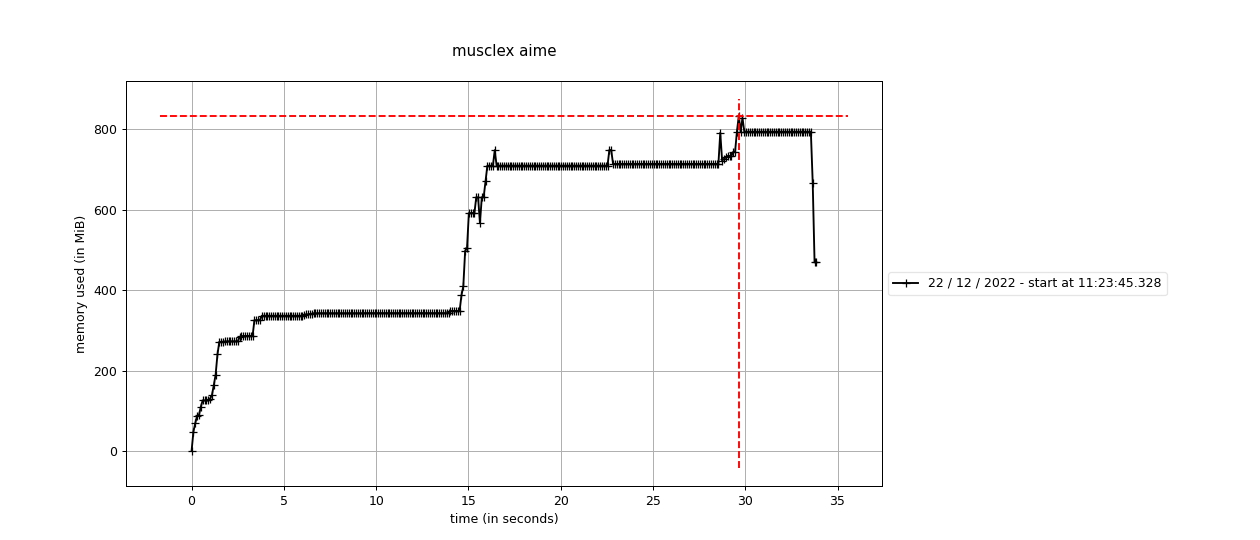 musclex aime
800
600
400
200
0
memory used (in MiB)
0 5 10 15 20 25 30 35
time (in seconds)
22 / 12 / 2022 - start at 11:23:45.328